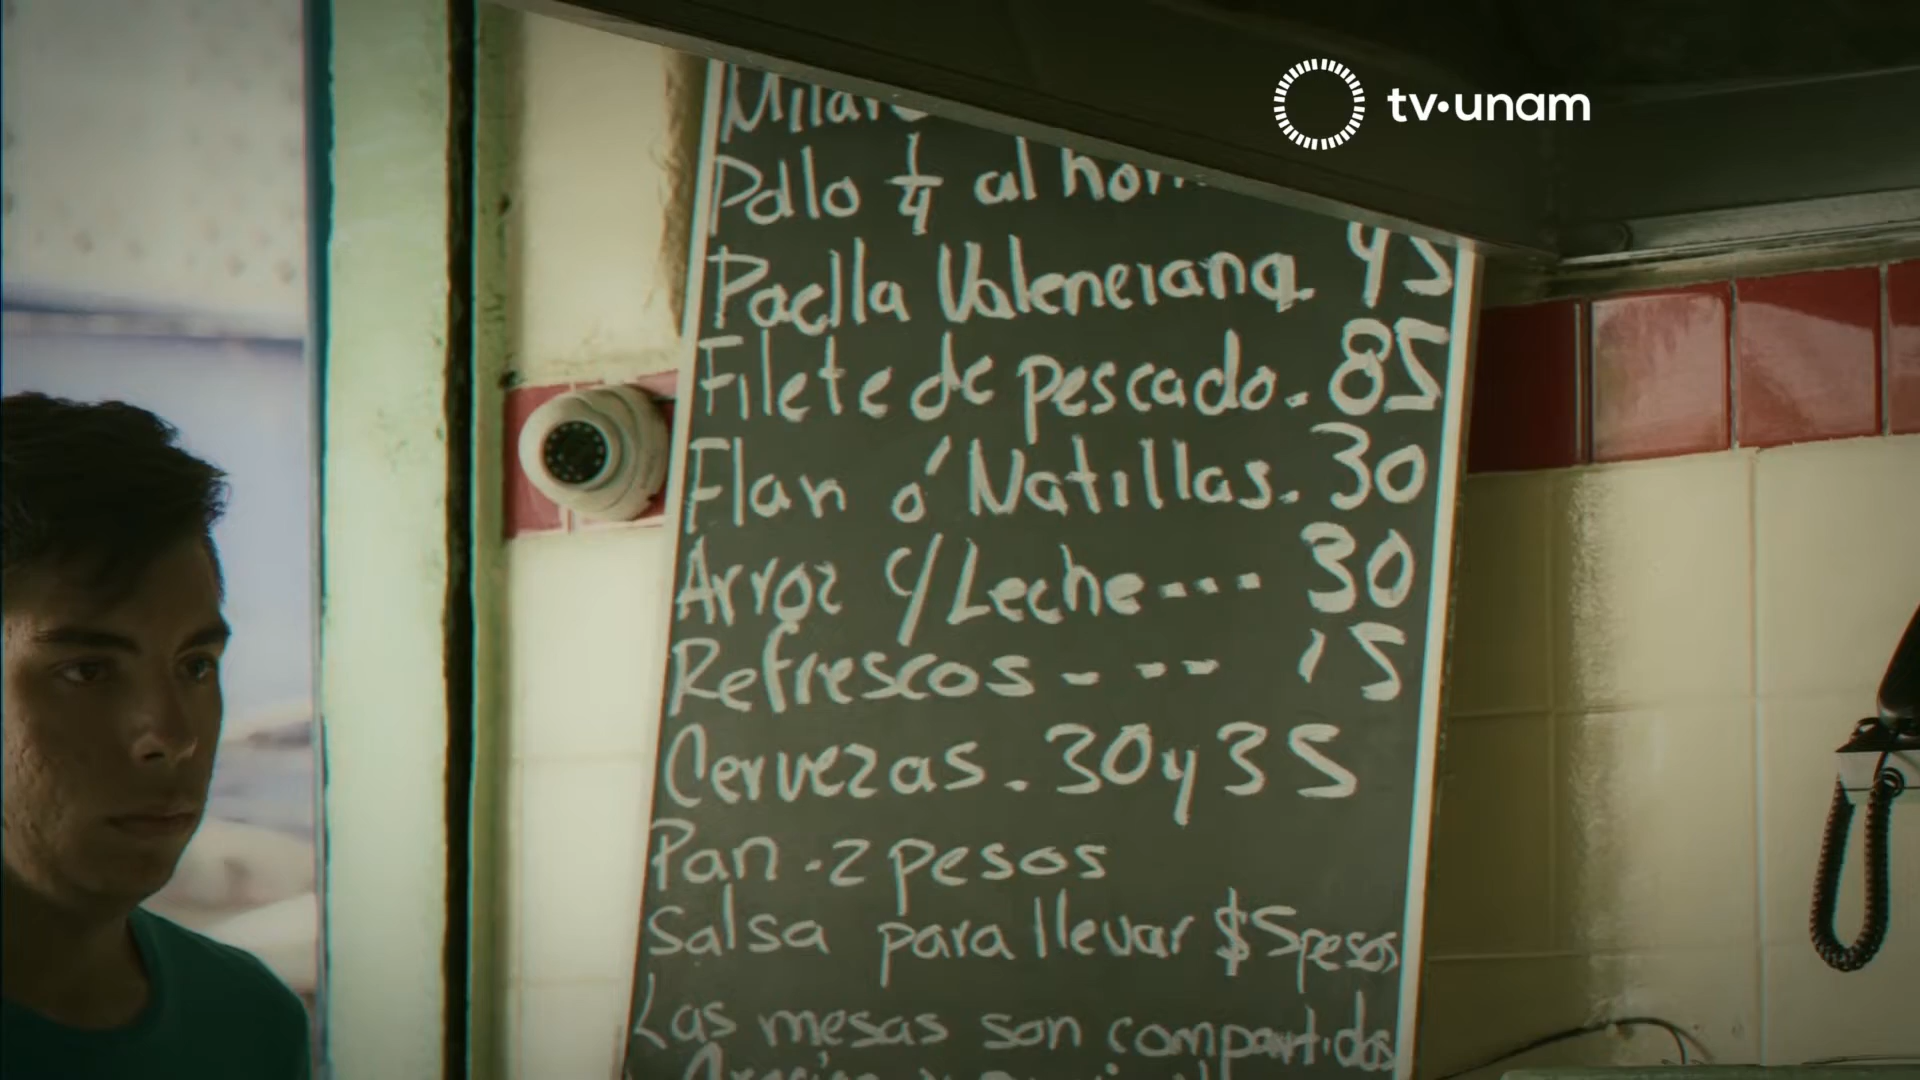 tv·unam
Pollo 1/4 al
Paella Valenciana 45
Filete de pescado. 85
Flan ó Natillas. 30
Arroz c/Leche--- 30
Refrescos - -- 15
Cervezas. 30 y 35
Pan .2 pesos
Salsa para llevar $5 pesos
Las mesas son compartidas